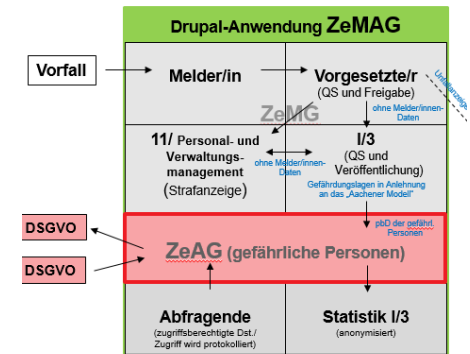 Drupal-Anwendung ZeMAG
Vorfall
Melder/in
Vorgesetzte/r
(QS und Freigabe)
Unfallanzeige
ZeMG
ohne Melder/innen-
Daten
11/ Personal- und
Verwaltungs-
management
(Strafanzeige)
ohne Melder/innen-
Daten
I/3
(QS und
Veröffentlichung)
Gefährdungslagen in Anlehnung
an das „Aachener Modell“
pbD der gefährl.
Personen
DSGVO
DSGVO
ZeAG (gefährliche Personen)
Abfragende
(zugriffsberechtigte Dst./
Zugriff wird protokolliert)
Statistik I/3
(anonymisiert)